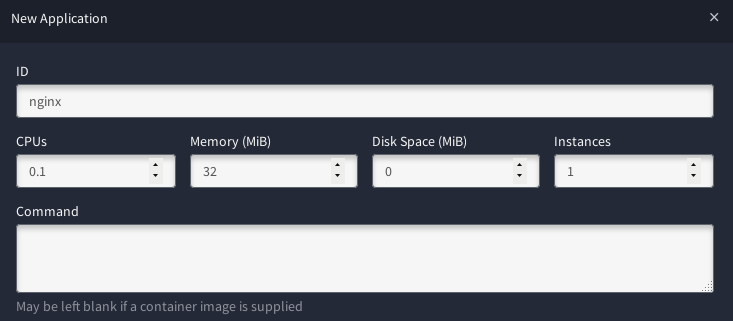 New Application ×
ID
nginx
CPUs Memory (MiB) Disk Space (MiB) Instances
0.1 32 0 1
Command
May be left blank if a container image is supplied